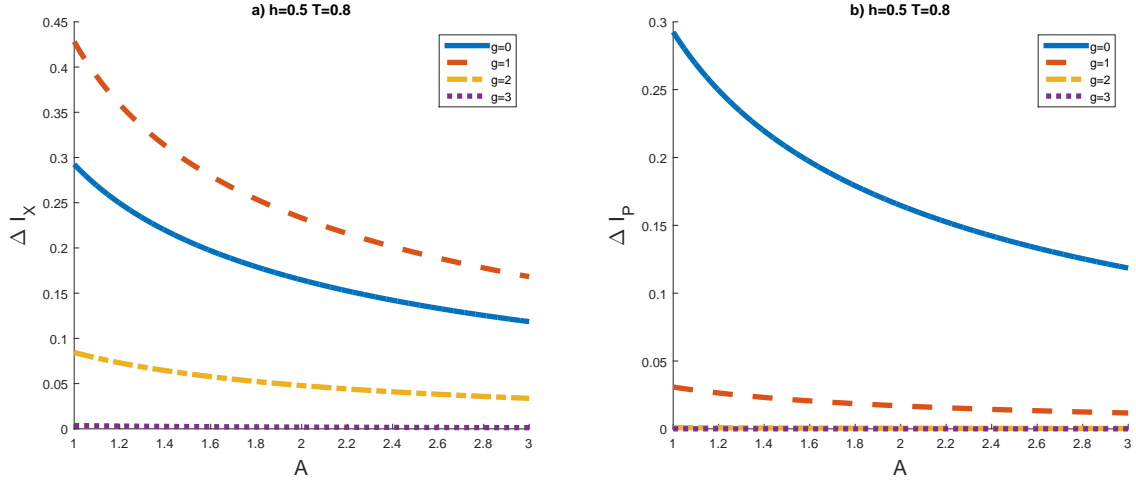 a) h=0.5 T=0.8
0.45
0.4
0.35
0.3
0.25
0.2
0.15
0.1
0.05
0
Δ I_X
1 1.2 1.4 1.6 1.8 2 2.2 2.4 2.6 2.8 3
A
g=0
g=1
g=2
g=3
b) h=0.5 T=0.8
0.3
0.25
0.2
0.15
0.1
0.05
0
Δ I_P
1 1.2 1.4 1.6 1.8 2 2.2 2.4 2.6 2.8 3
A
g=0
g=1
g=2
g=3